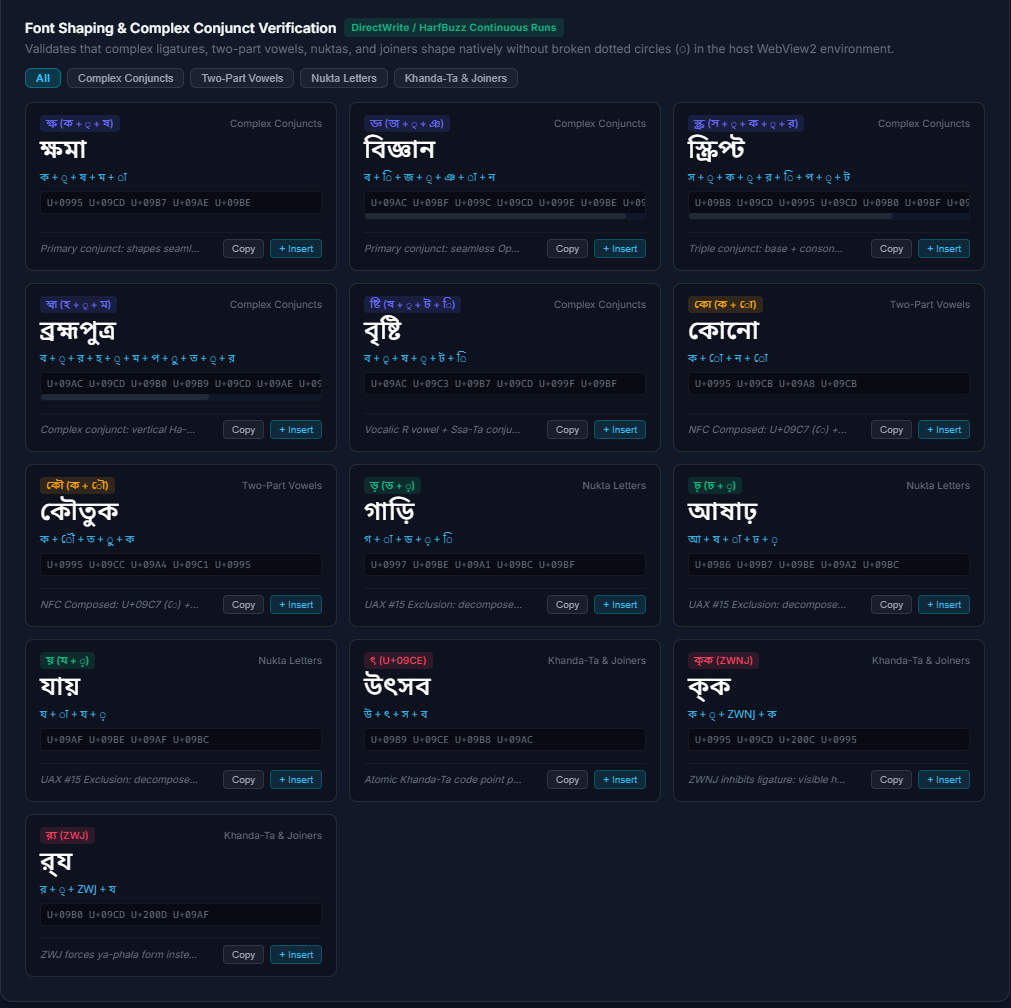 Font Shaping & Complex Conjunct Verification DirectWrite / HarfBuzz Continuous Runs
Validates that complex ligatures, two-part vowels, nuktas, and joiners shape natively without broken dotted circles (◌) in the host WebView2 environment.
All Complex Conjuncts Two-Part Vowels Nukta Letters Khanda-Ta & Joiners
ক্ষ (ক + ্ + ষ) Complex Conjuncts
ক্ষমা
ক + ্ + ষ + ম + া
U+0995 U+09CD U+09B7 U+09AE U+09BE
Primary conjunct: shapes seaml... Copy + Insert
জ্ঞ (জ + ্ + ঞ) Complex Conjuncts
বিজ্ঞান
ব + ি + জ + ্ + ঞ + া + ন
U+09AC U+09BF U+099C U+09CD U+099E U+09BE U+09
Primary conjunct: seamless Op... Copy + Insert
স্ক্র (স + ্ + ক + ্ + র) Complex Conjuncts
স্ক্রিপ্ট
স + ্ + ক + ্ + র + ি + প + ্ + ট
U+09B8 U+09CD U+0995 U+09CD U+09B0 U+09BF U+09
Triple conjunct: base + conson... Copy + Insert
হ্ম (হ + ্ + ম) Complex Conjuncts
ব্রহ্মপুত্র
ব + ্ + র + হ + ্ + ম + প + ু + ত + ্ + র
U+09AC U+09CD U+09B0 U+09B9 U+09CD U+09AE U+09
Complex conjunct: vertical Ha-... Copy + Insert
ষ্টি (ষ + ্ + ট + ি) Complex Conjuncts
বৃষ্টি
ব + ৃ + ষ + ্ + ট + ি
U+09AC U+09C3 U+09B7 U+09CD U+099F U+09BF
Vocalic R vowel + Ssa-Ta conju... Copy + Insert
কো (ক + ো) Two-Part Vowels
কোনো
ক + ো + ন + ো
U+0995 U+09CB U+09A8 U+09CB
NFC Composed: U+09C7 (ে) +... Copy + Insert
কৌ (ক + ৌ) Two-Part Vowels
কৌতুক
ক + ৌ + ত + ু + ক
U+0995 U+09CC U+09A4 U+09C1 U+0995
NFC Composed: U+09C7 (ে) +... Copy + Insert
ড় (ড + ়) Nukta Letters
গাড়ি
গ + া + ড + ় + ি
U+0997 U+09BE U+09A1 U+09BC U+09BF
UAX #15 Exclusion: decompose... Copy + Insert
ঢ় (ঢ + ়) Nukta Letters
আষাঢ়
আ + ষ + া + ঢ + ়
U+0986 U+09B7 U+09BE U+09A2 U+09BC
UAX #15 Exclusion: decompose... Copy + Insert
য় (য + ়) Nukta Letters
যায়
য + া + য + ়
U+09AF U+09BE U+09AF U+09BC
UAX #15 Exclusion: decompose... Copy + Insert
ৎ (U+09CE) Khanda-Ta & Joiners
উৎসব
উ + ৎ + স + ব
U+0989 U+09CE U+09B8 U+09AC
Atomic Khanda-Ta code point p... Copy + Insert
ক্‌ক (ZWNJ) Khanda-Ta & Joiners
ক্‌ক
ক + ্ + ZWNJ + ক
U+0995 U+09CD U+200C U+0995
ZWNJ inhibits ligature: visible h... Copy + Insert
র‍্য (ZWJ) Khanda-Ta & Joiners
র্‍য
র + ্ + ZWJ + য
U+09B0 U+09CD U+200D U+09AF
ZWJ forces ya-phala form inste... Copy + Insert